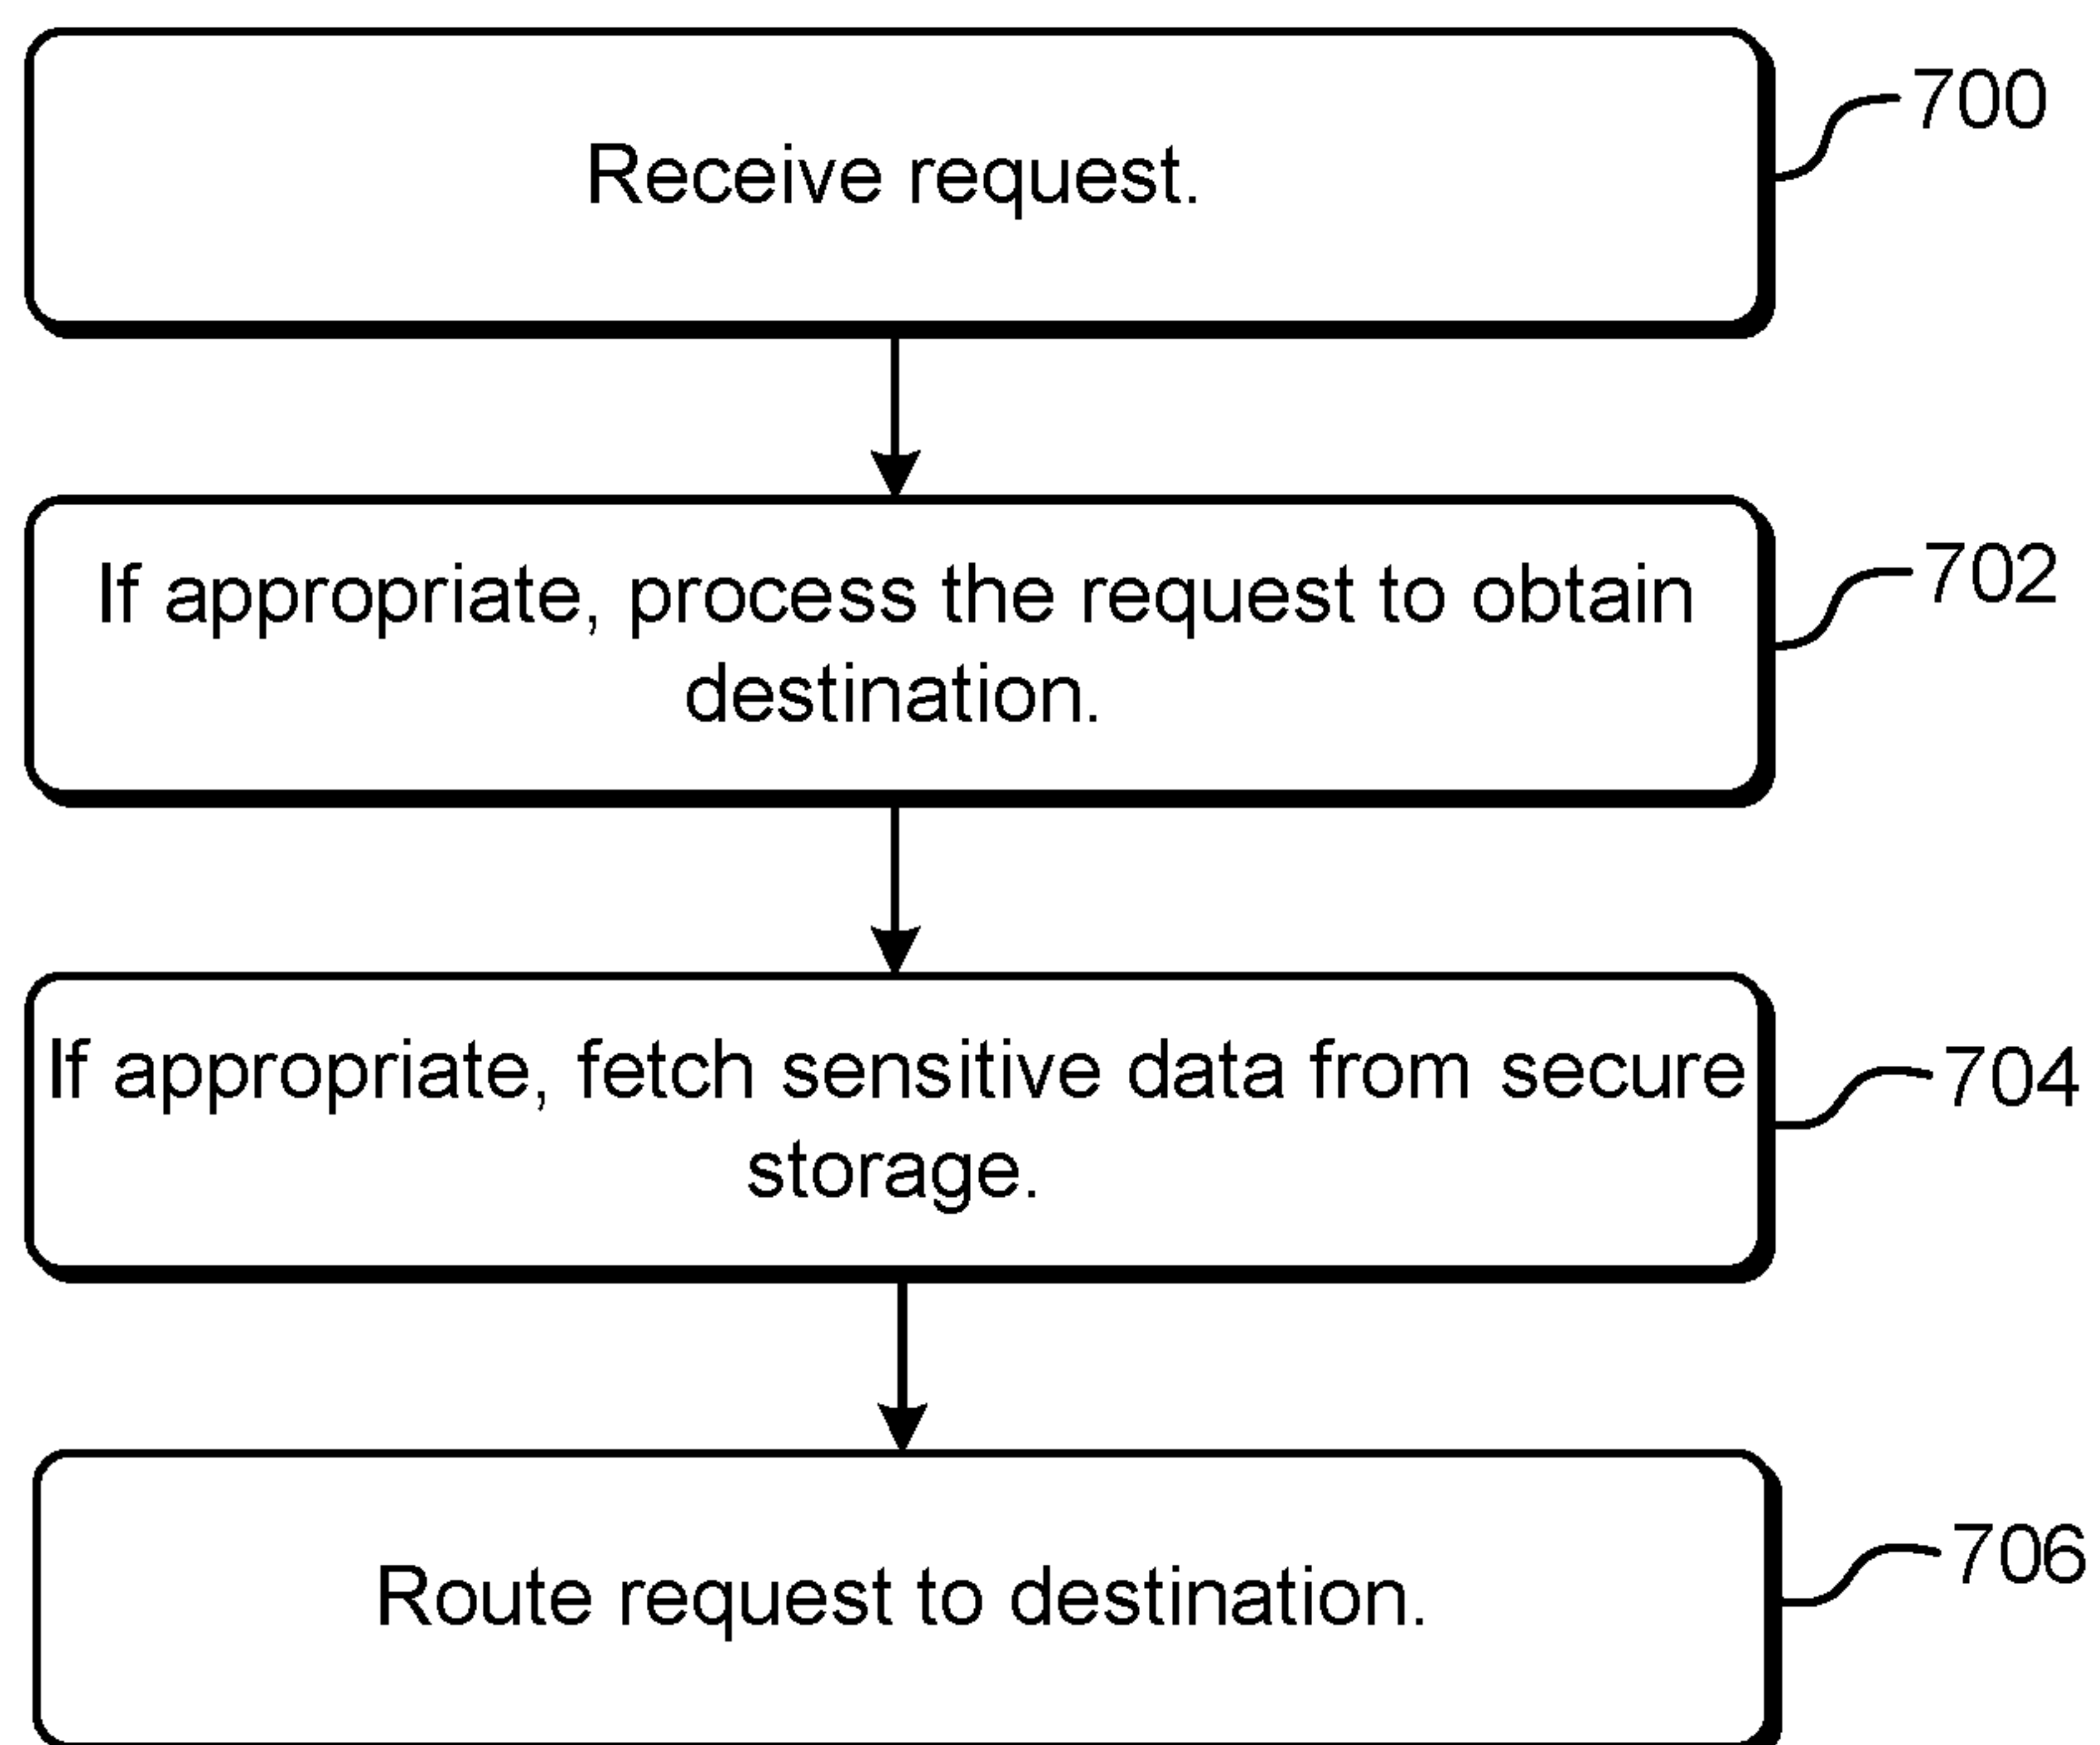 Receive request.
700
If appropriate, process the request to obtain
destination.
702
If appropriate, fetch sensitive data from secure
storage.
704
Route request to destination.
706